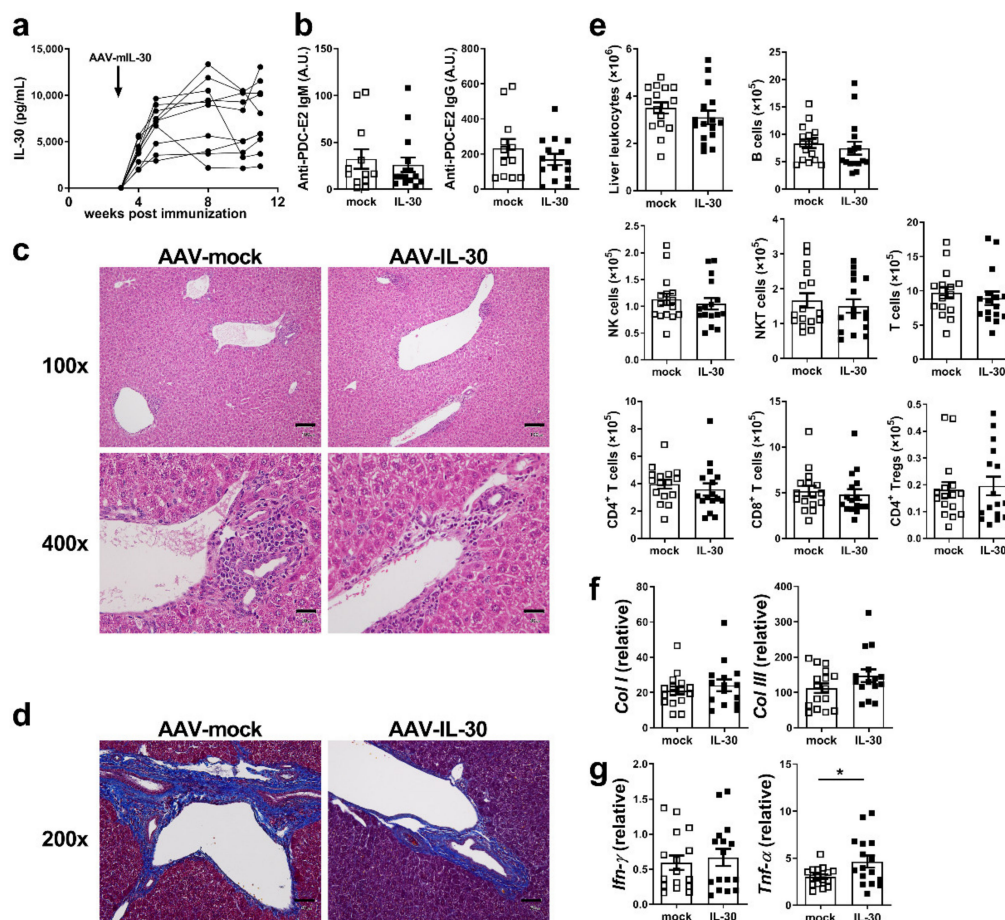 a
15,000
10,000
5,000
0
IL-30 (pg/mL)
AAV-mIL-30
0 4 8 12
weeks post immunization
b
150
100
50
0
Anti-PDC-E2 IgM (A.U.)
mock IL-30
800
600
400
200
0
Anti-PDC-E2 IgG (A.U.)
mock IL-30
c
AAV-mock AAV-IL-30
100x
400x
d
AAV-mock AAV-IL-30
200x
e
6
4
2
0
Liver leukocytes (×10⁶)
mock IL-30
25
20
15
10
5
0
B cells (×10⁵)
mock IL-30
2.5
2.0
1.5
1.0
0.5
0.0
NK cells (×10⁵)
mock IL-30
4
3
2
1
0
NKT cells (×10⁵)
mock IL-30
20
15
10
5
0
T cells (×10⁵)
mock IL-30
10
8
6
4
2
0
CD4⁺ T cells (×10⁵)
mock IL-30
15
10
5
0
CD8⁺ T cells (×10⁵)
mock IL-30
0.5
0.4
0.3
0.2
0.1
0.0
CD4⁺ Tregs (×10⁵)
mock IL-30
f
80
60
40
20
0
Col I (relative)
mock IL-30
400
300
200
100
0
Col III (relative)
mock IL-30
g
2.0
1.5
1.0
0.5
0.0
Ifn-γ (relative)
mock IL-30
15
10
5
0
Tnf-α (relative)
*
mock IL-30